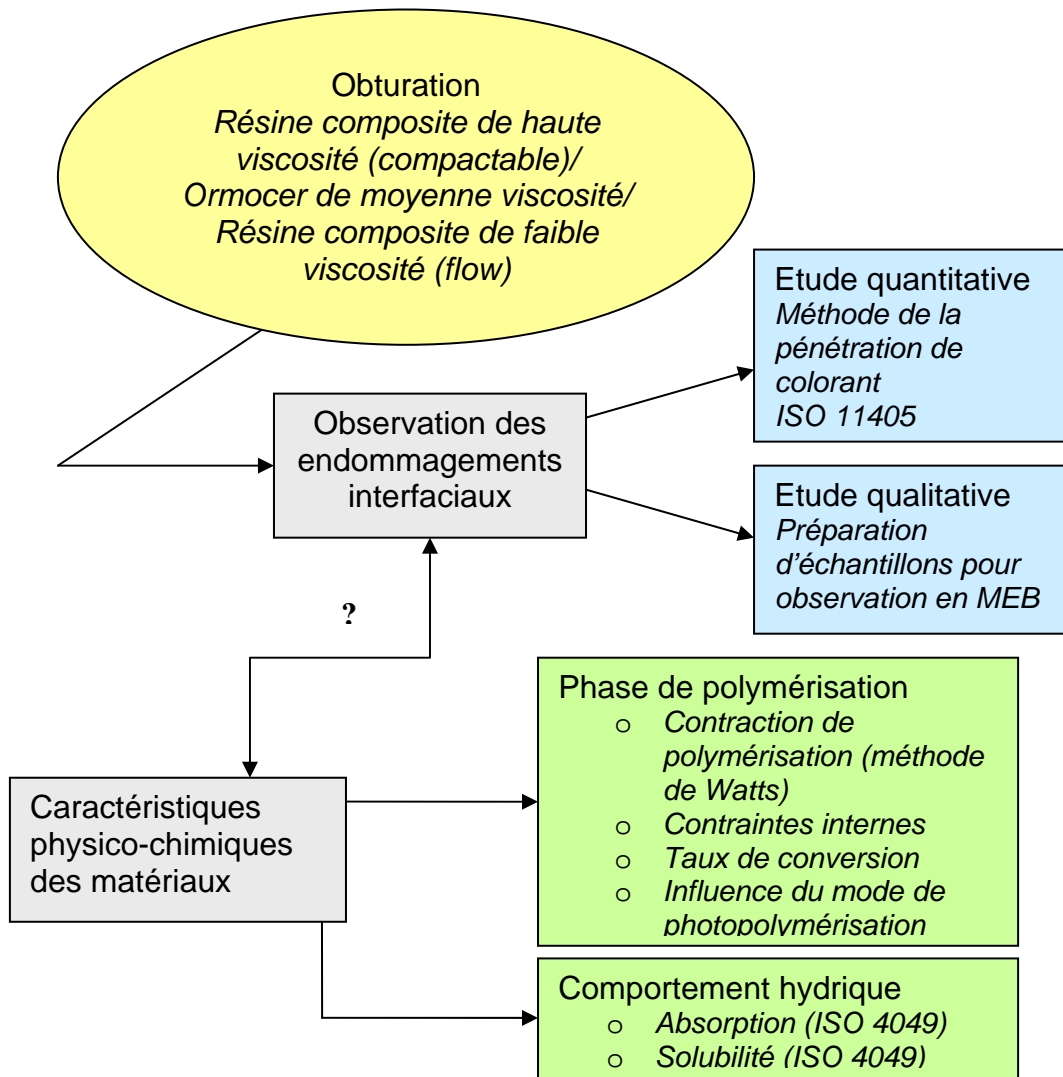 Obturation
Résine composite de haute
viscosité (compactable)/
Ormocer de moyenne viscosité/
Résine composite de faible
viscosité (flow)
Etude quantitative
Méthode de la
pénétration de
colorant
ISO 11405
Observation des
endommagements
interfaciaux
Etude qualitative
Préparation
d'échantillons pour
observation en MEB
?
Phase de polymérisation
o Contraction de
polymérisation (méthode
de Watts)
o Contraintes internes
o Taux de conversion
o Influence du mode de
photopolymérisation
Caractéristiques
physico-chimiques
des matériaux
Comportement hydrique
o Absorption (ISO 4049)
o Solubilité (ISO 4049)